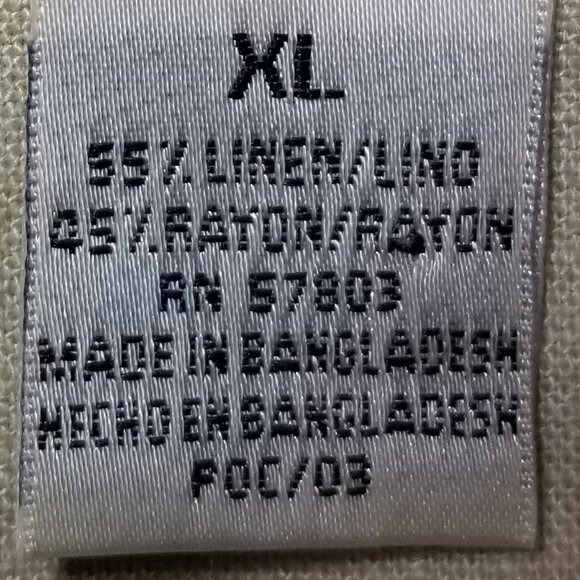 XL
55% LINEN/LINO
45% RAYON/RAYON
RN 57803
MADE IN BANGLADESH
HECHO EN BANGLADESH
POC/03